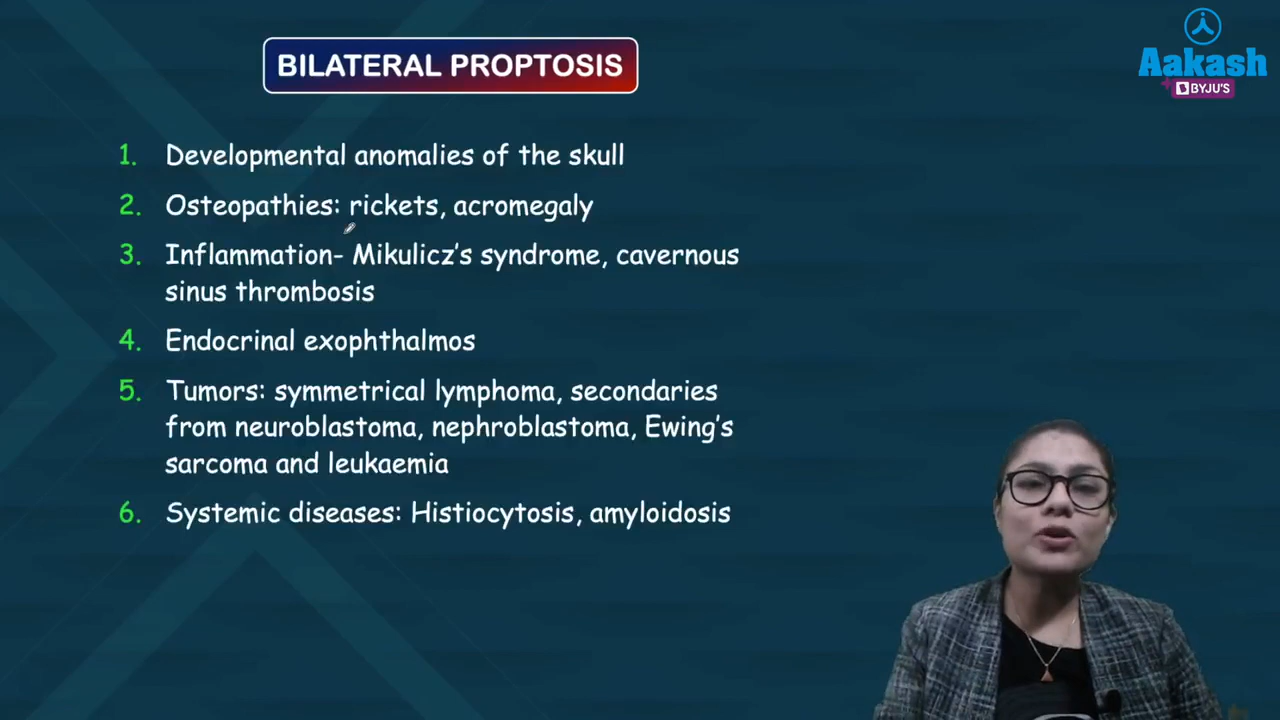 BILATERAL PROPTOSIS
Aakash
BYJU'S
1. Developmental anomalies of the skull
2. Osteopathies: rickets, acromegaly
3. Inflammation- Mikulicz's syndrome, cavernous
sinus thrombosis
4. Endocrinal exophthalmos
5. Tumors: symmetrical lymphoma, secondaries
from neuroblastoma, nephroblastoma, Ewing's
sarcoma and leukaemia
6. Systemic diseases: Histiocytosis, amyloidosis